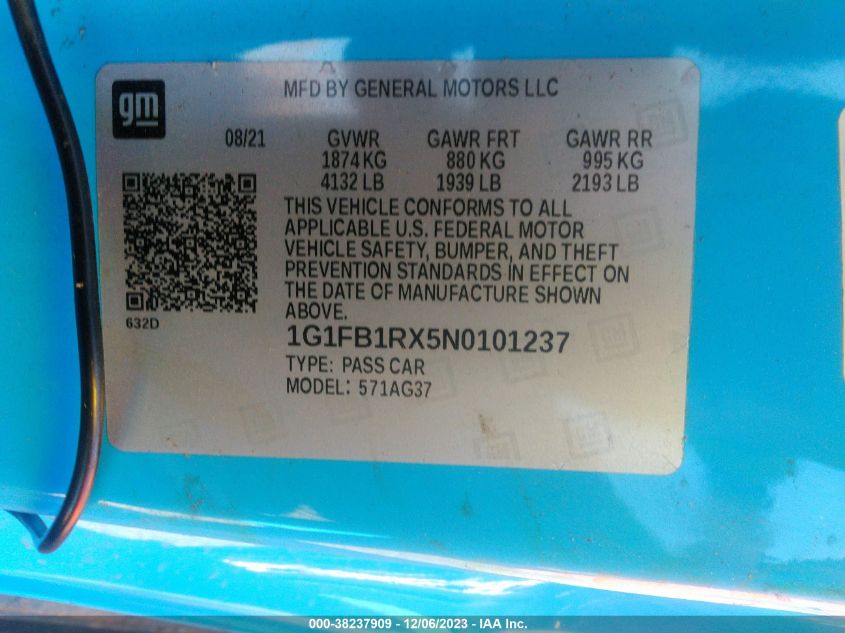 gm
MFD BY GENERAL MOTORS LLC
08/21 GVWR GAWR FRT GAWR RR
1874 KG 880 KG 995 KG
4132 LB 1939 LB 2193 LB
THIS VEHICLE CONFORMS TO ALL
APPLICABLE U.S. FEDERAL MOTOR
VEHICLE SAFETY, BUMPER, AND THEFT
PREVENTION STANDARDS IN EFFECT ON
THE DATE OF MANUFACTURE SHOWN
ABOVE.
632D
1G1FB1RX5N0101237
TYPE: PASS CAR
MODEL: 571AG37
000-38237909 - 12/06/2023 - IAA Inc.